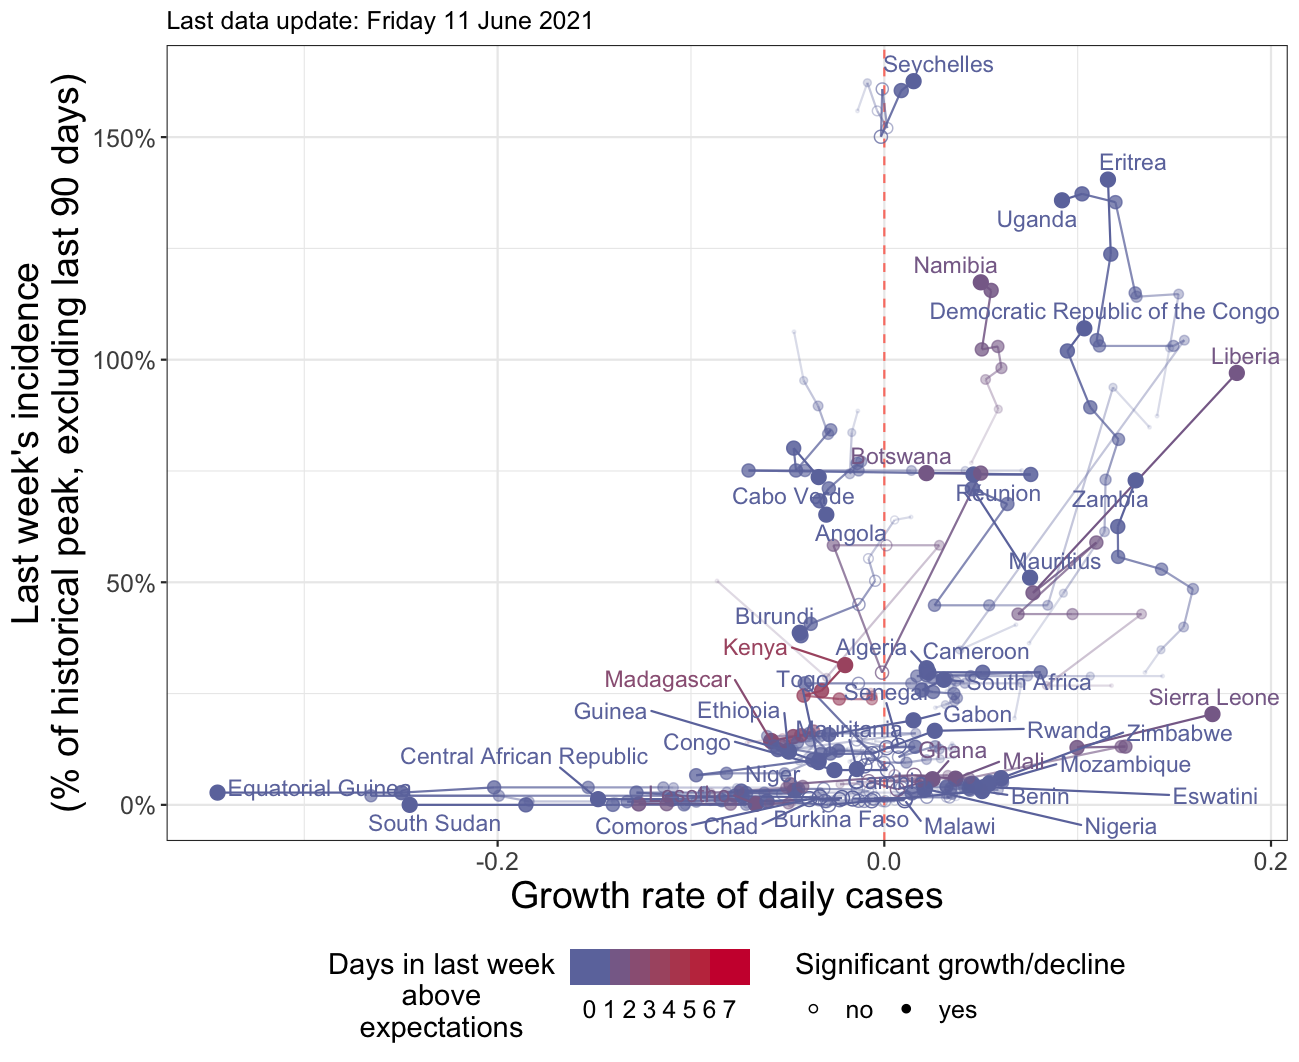 Last data update: Friday 11 June 2021
Last week's incidence
(% of historical peak, excluding last 90 days)
150%
100%
50%
0%
Seychelles
Eritrea
Uganda
Namibia
Democratic Republic of the Congo
Liberia
Botswana
Cabo Verde
Réunion
Zambia
Angola
Mauritius
Burundi
Kenya
Algeria
Cameroon
Madagascar
Togo
South Africa
Senegal
Sierra Leone
Guinea
Ethiopia
Gabon
Mauritania
Rwanda
Zimbabwe
Congo
Ghana
Central African Republic
Mali
Mozambique
Niger
Gambia
Equatorial Guinea
Lesotho
Benin
Eswatini
South Sudan
Comoros
Chad
Burkina Faso
Malawi
Nigeria
-0.2
0.0
0.2
Growth rate of daily cases
Days in last week
above
expectations
0 1 2 3 4 5 6 7
Significant growth/decline
no
yes